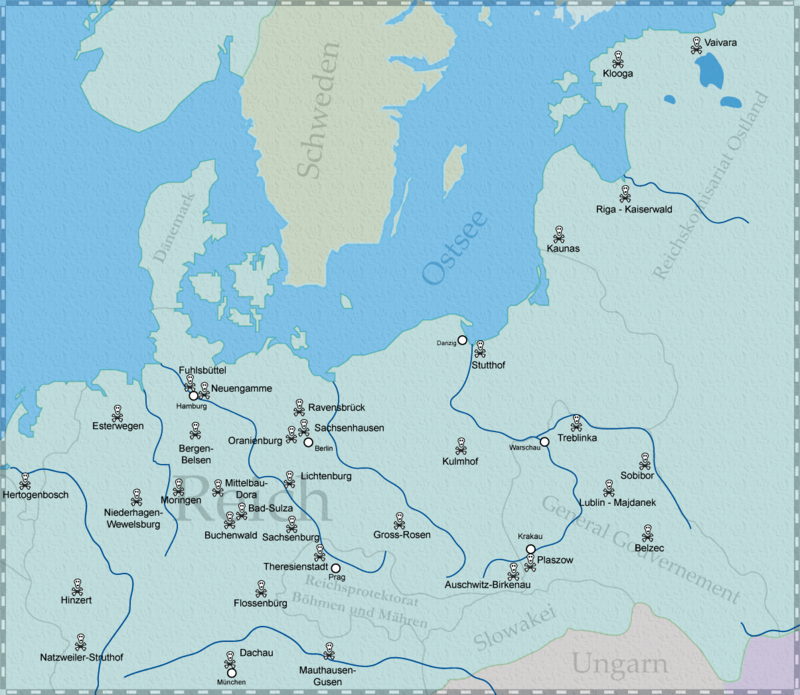 Vaivara
Klooga
Schweden
Reichskomisariat Ostland
Riga - Kaiserwald
Dänemark
Kaunas
Ostsee
Danzig
Stutthof
Fuhlsbüttel
Neuengamme
Hamburg
Ravensbrück
Esterwegen
Sachsenhausen
Oranienburg
Berlin
Bergen-
Belsen
Treblinka
Warschau
Kulmhof
Sobibor
Hertogenbosch
Lichtenburg
Moringen
Mittelbau-
Dora
Reich
Niederhagen-
Wewelsburg
Lublin - Majdanek
Bad-Sulza
Buchenwald
Sachsenburg
Gross-Rosen
General Gouvernement
Krakau
Belzec
Plaszow
Theresienstadt
Prag
Auschwitz-Birkenau
Reichsprotektorat
Böhmen und Mähren
Hinzert
Flossenbürg
Slowakei
Natzweiler-Struthof
Dachau
München
Mauthausen-
Gusen
Ungarn